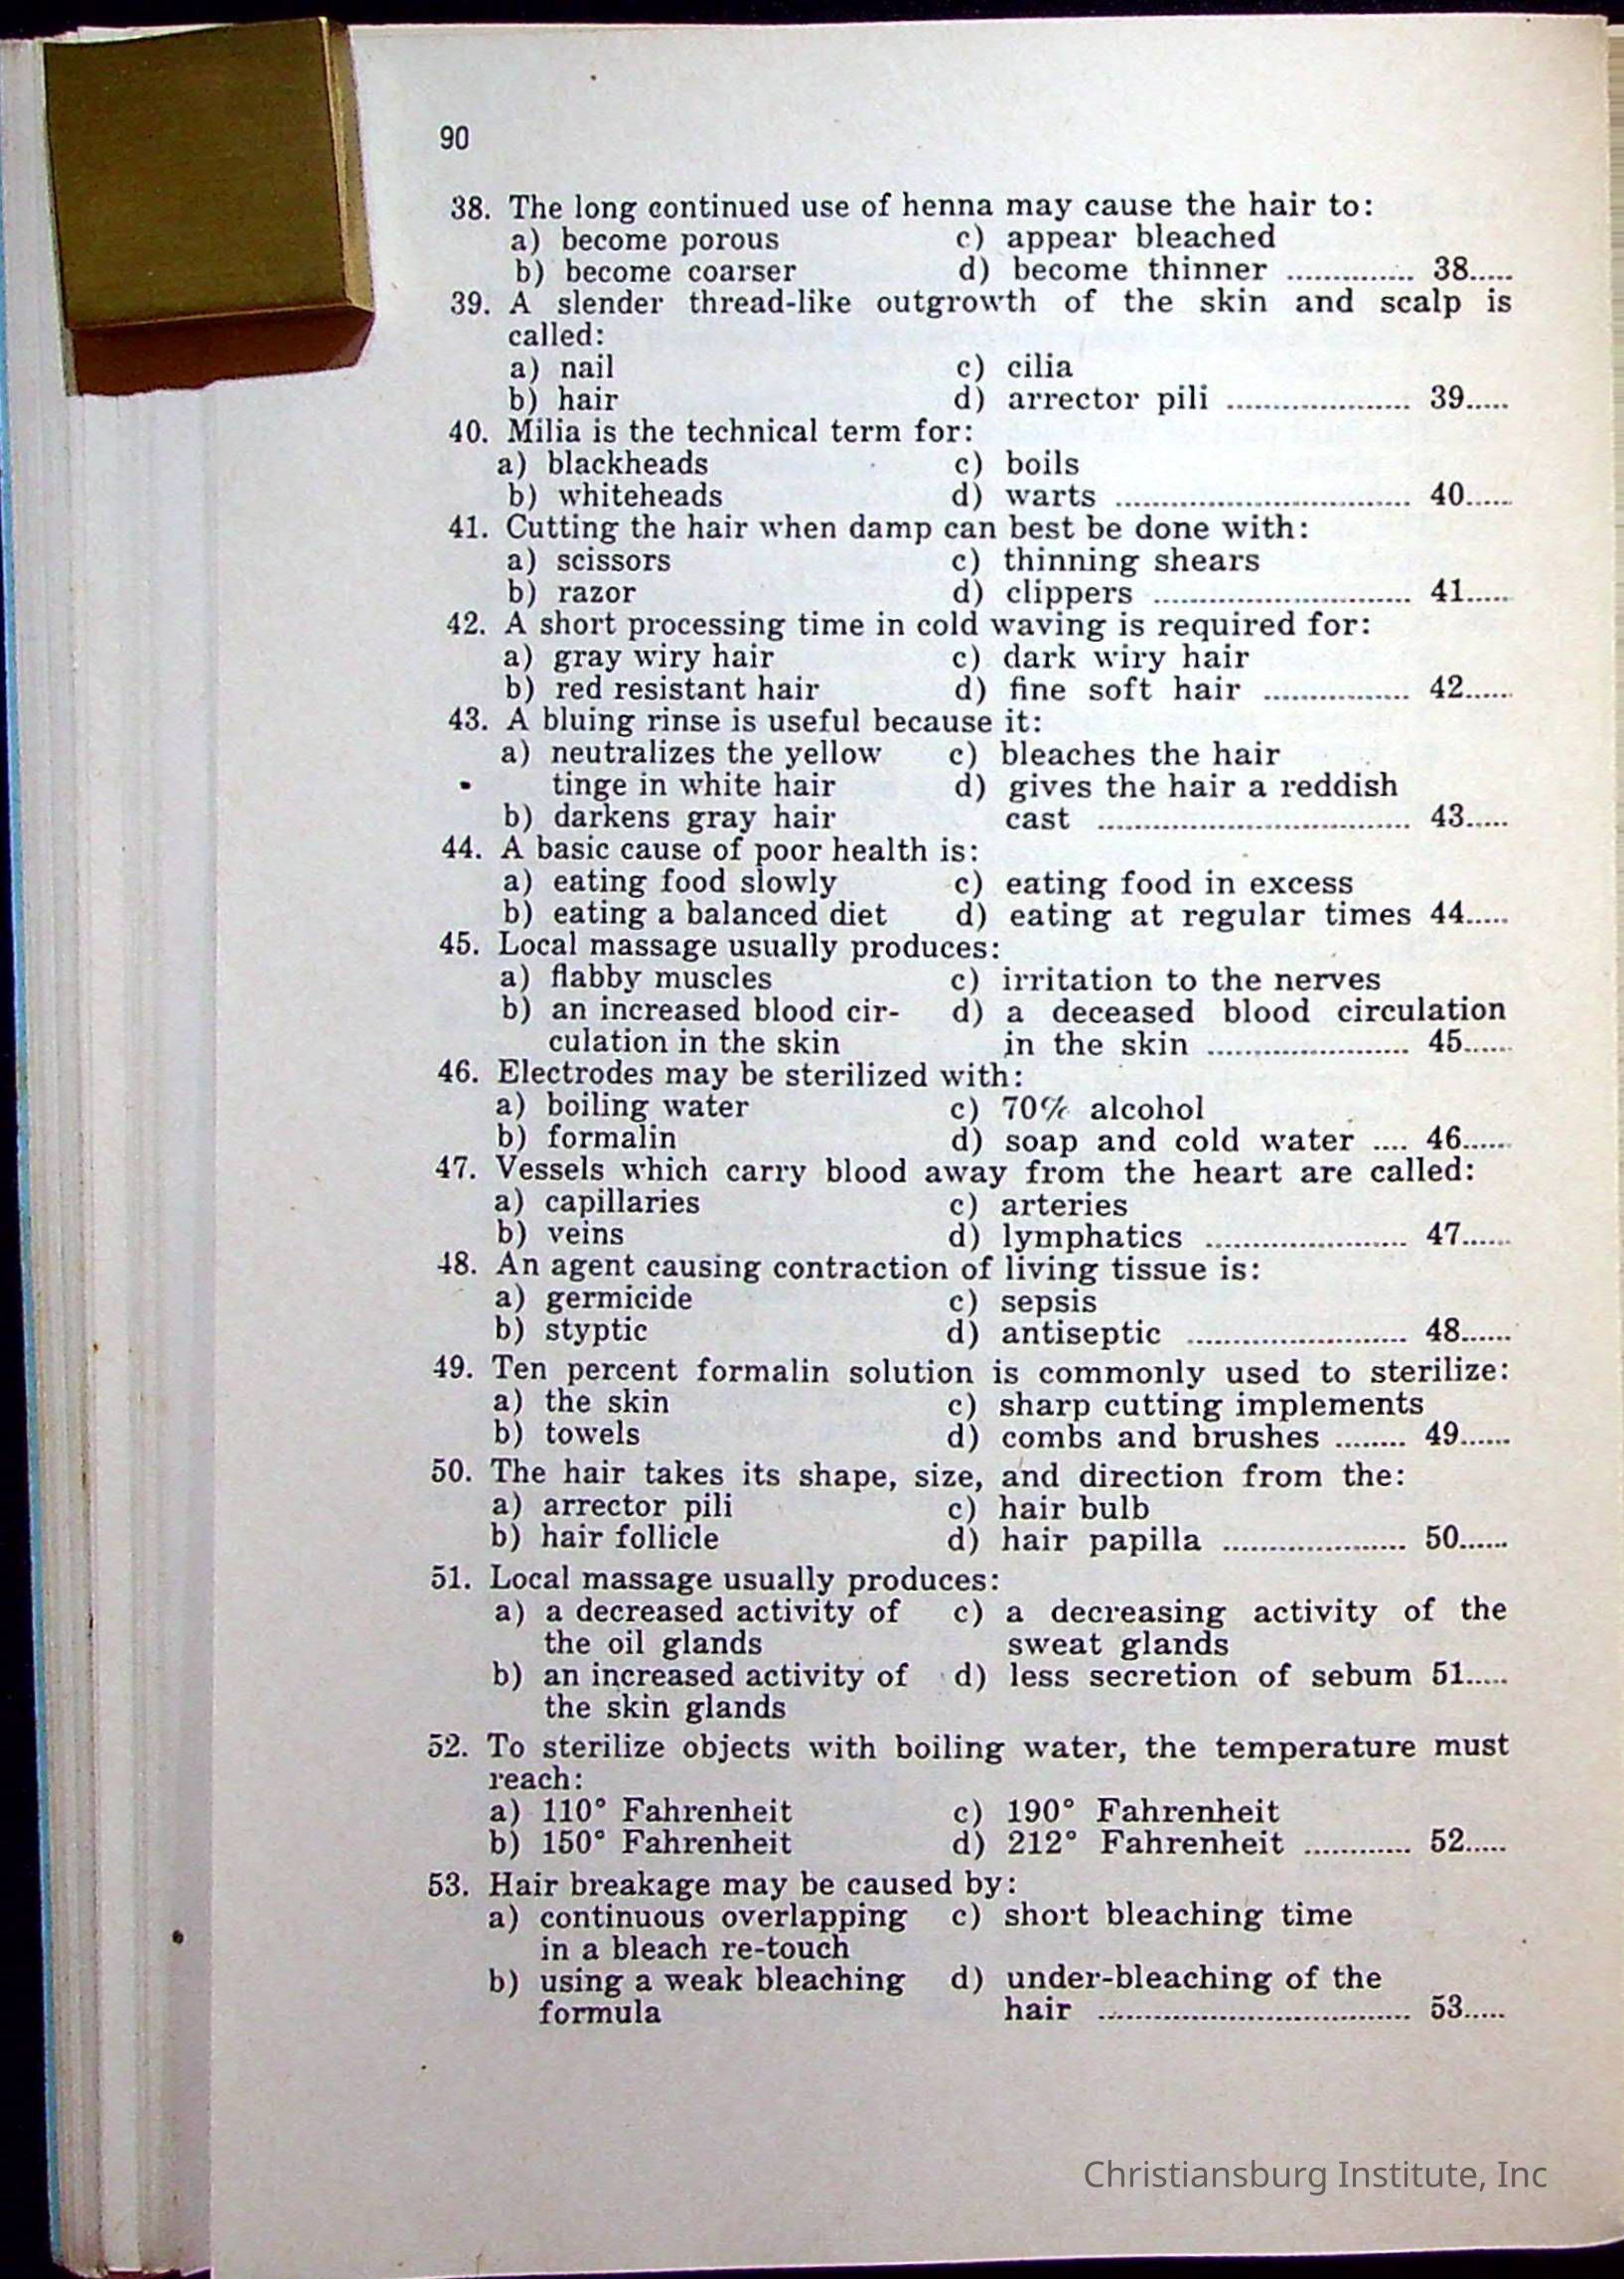 90
38. The long continued use of henna may cause the hair to:
a) become porous c) appear bleached
b) become coarser d) become thinner .............. 38.....
39. A slender thread-like outgrowth of the skin and scalp is
called:
a) nail c) cilia
b) hair d) arrector pili .................... 39.....
40. Milia is the technical term for:
a) blackheads c) boils
b) whiteheads d) warts ................................ 40......
41. Cutting the hair when damp can best be done with:
a) scissors c) thinning shears
b) razor d) clippers ............................ 41.....
42. A short processing time in cold waving is required for:
a) gray wiry hair c) dark wiry hair
b) red resistant hair d) fine soft hair ................ 42......
43. A bluing rinse is useful because it:
a) neutralizes the yellow c) bleaches the hair
tinge in white hair d) gives the hair a reddish
b) darkens gray hair cast .................................. 43.....
44. A basic cause of poor health is:
a) eating food slowly c) eating food in excess
b) eating a balanced diet d) eating at regular times 44.....
45. Local massage usually produces:
a) flabby muscles c) irritation to the nerves
b) an increased blood cir- d) a deceased blood circulation
culation in the skin in the skin ...................... 45......
46. Electrodes may be sterilized with:
a) boiling water c) 70% alcohol
b) formalin d) soap and cold water .... 46......
47. Vessels which carry blood away from the heart are called:
a) capillaries c) arteries
b) veins d) lymphatics ...................... 47......
48. An agent causing contraction of living tissue is:
a) germicide c) sepsis
b) styptic d) antiseptic ........................ 48......
49. Ten percent formalin solution is commonly used to sterilize:
a) the skin c) sharp cutting implements
b) towels d) combs and brushes ........ 49......
50. The hair takes its shape, size, and direction from the:
a) arrector pili c) hair bulb
b) hair follicle d) hair papilla .................... 50......
51. Local massage usually produces:
a) a decreased activity of c) a decreasing activity of the
the oil glands sweat glands
b) an increased activity of d) less secretion of sebum 51.....
the skin glands
52. To sterilize objects with boiling water, the temperature must
reach:
a) 110° Fahrenheit c) 190° Fahrenheit
b) 150° Fahrenheit d) 212° Fahrenheit ............ 52.....
53. Hair breakage may be caused by:
a) continuous overlapping c) short bleaching time
in a bleach re-touch
b) using a weak bleaching d) under-bleaching of the
formula hair .................................. 53.....
Christiansburg Institute, Inc